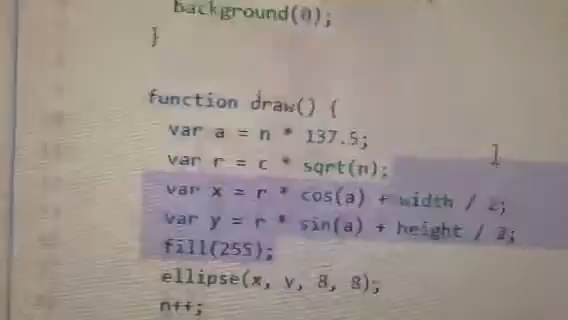 background(0);
}
function draw() {
var a = n * 137.5;
var r = c * sqrt(n);
var x = r * cos(a) + width / 2;
var y = r * sin(a) + height / 2;
fill(255);
ellipse(x, y, 8, 8);
n++;